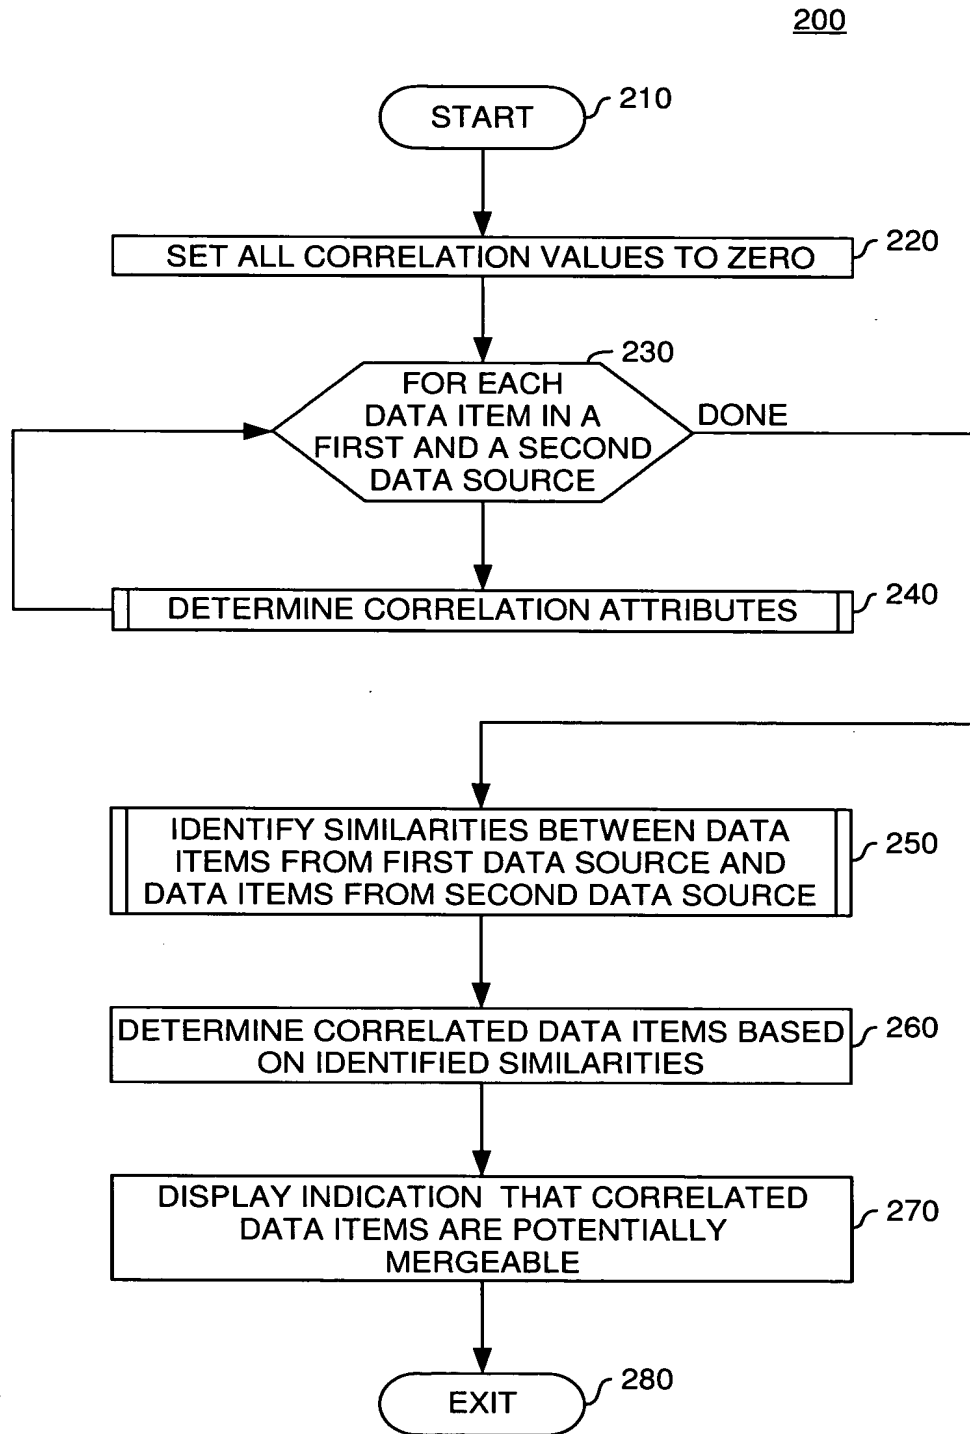 200
START
210
SET ALL CORRELATION VALUES TO ZERO
220
230
FOR EACH
DATA ITEM IN A
FIRST AND A SECOND
DATA SOURCE
DONE
DETERMINE CORRELATION ATTRIBUTES
240
IDENTIFY SIMILARITIES BETWEEN DATA
ITEMS FROM FIRST DATA SOURCE AND
DATA ITEMS FROM SECOND DATA SOURCE
250
DETERMINE CORRELATED DATA ITEMS BASED
ON IDENTIFIED SIMILARITIES
260
DISPLAY INDICATION THAT CORRELATED
DATA ITEMS ARE POTENTIALLY
MERGEABLE
270
EXIT
280